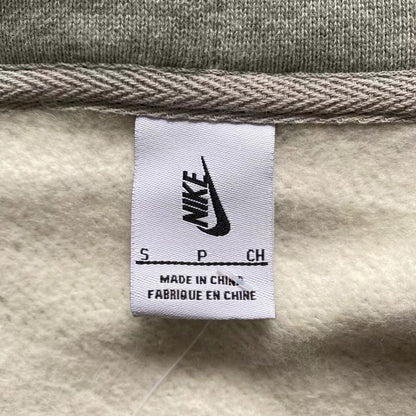 NIKE
S P CH
MADE IN CHINA
FABRIQUE EN CHINE